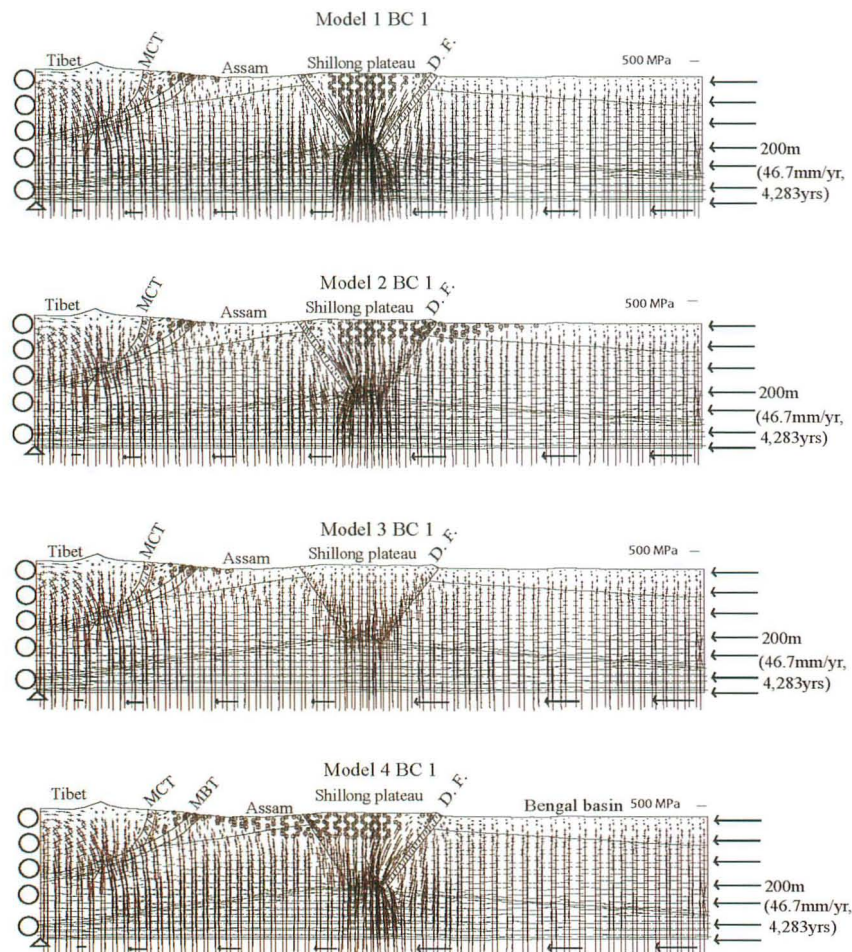 Model 1 BC 1
Tibet MCT Assam Shillong plateau D. F. 500 MPa
200m
(46.7mm/yr,
4,283yrs)
Model 2 BC 1
Tibet MCT Assam Shillong plateau D. F. 500 MPa
200m
(46.7mm/yr,
4,283yrs)
Model 3 BC 1
Tibet MCT Assam Shillong plateau D. F. 500 MPa
200m
(46.7mm/yr,
4,283yrs)
Model 4 BC 1
Tibet MCT MBT Assam Shillong plateau D. F. Bengal basin 500 MPa
200m
(46.7mm/yr,
4,283yrs)